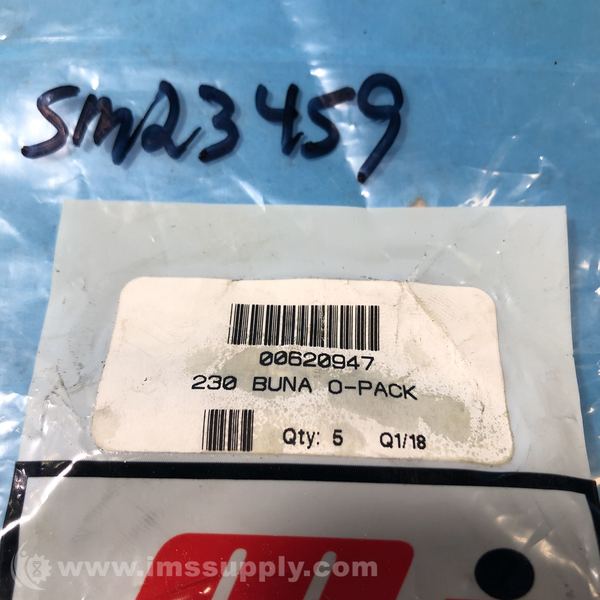 SM23459
00620947
230 BUNA O-PACK
Qty: 5 Q1/18
www.imssupply.com